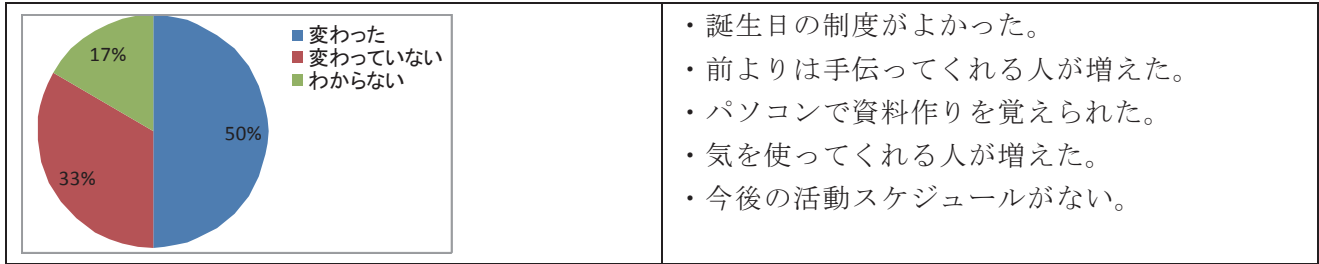 変わった
変わっていない
わからない
17%
50%
33%
・誕生日の制度がよかった。
・前よりは手伝ってくれる人が増えた。
・パソコンで資料作りを覚えられた。
・気を使ってくれる人が増えた。
・今後の活動スケジュールがない。